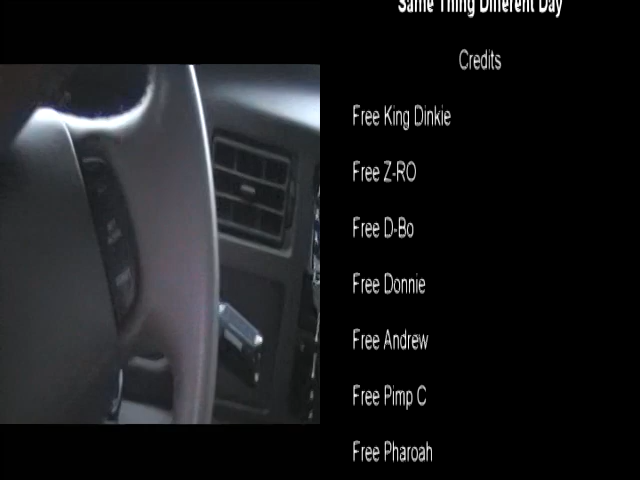 Same Thing Different Day
Credits
Free King Dinkie
Free Z-RO
Free D-Bo
Free Donnie
Free Andrew
Free Pimp C
Free Pharoah